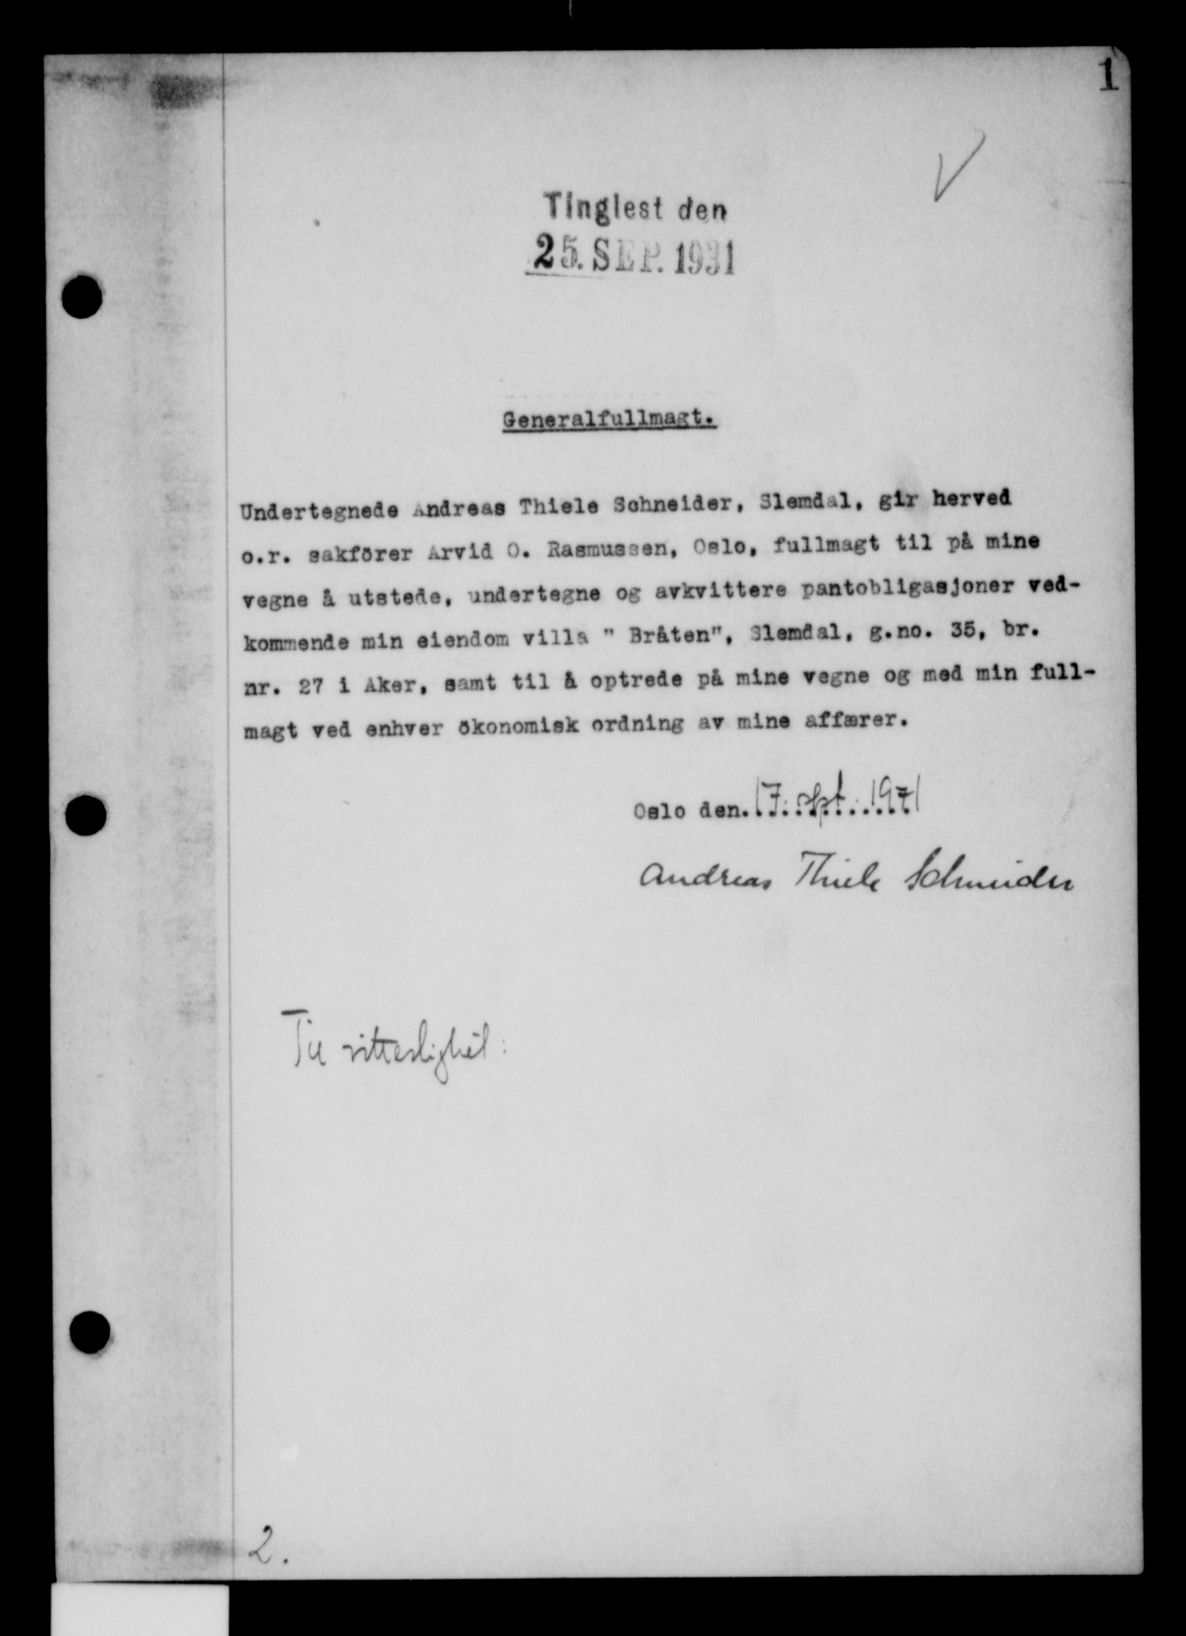 1
Tinglest den
25. SEP. 1931
Generalfullmagt.
Undertegnede Andreas Thiele Schneider, Slemdal, gir herved
o.r. sakfører Arvid O. Rasmussen, Oslo, fullmagt til på mine
vegne å utstede, undertegne og avkvittere pantobligasjoner ved-
kommende min eiendom villa " Bråten", Slemdal, g.no. 35, br.
nr. 27 i Aker, samt til å optrede på mine vegne og med min full-
magt ved enhver økonomisk ordning av mine affærer.
Oslo den. 17. spt. 1931
Andreas Thiele Schneider
Til vitterlighet:
2.